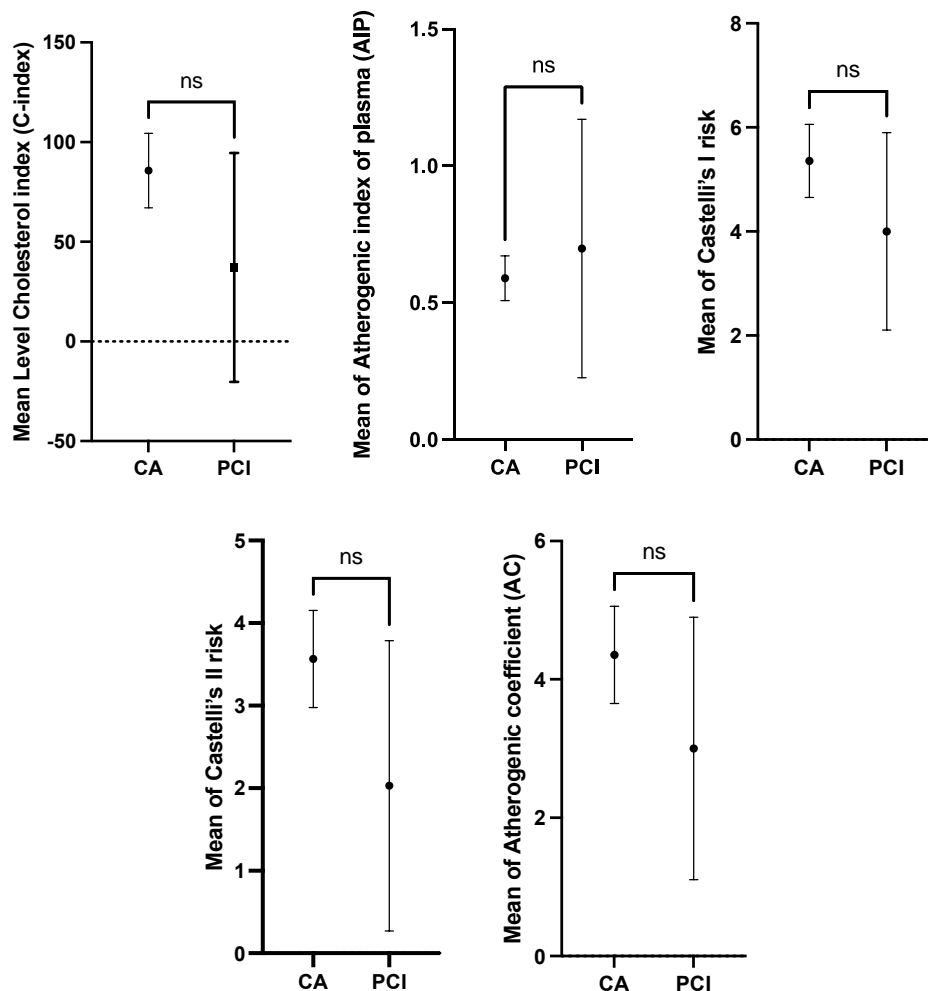 Mean Level Cholesterol index (C-index)
150
100
50
0
-50
ns
CA
PCI
Mean of Atherogenic index of plasma (AIP)
1.5
1.0
0.5
0.0
ns
CA
PCI
Mean of Castelli's I risk
8
6
4
2
0
ns
CA
PCI
Mean of Castelli's II risk
5
4
3
2
1
0
ns
CA
PCI
Mean of Atherogenic coefficient (AC)
6
4
2
0
ns
CA
PCI